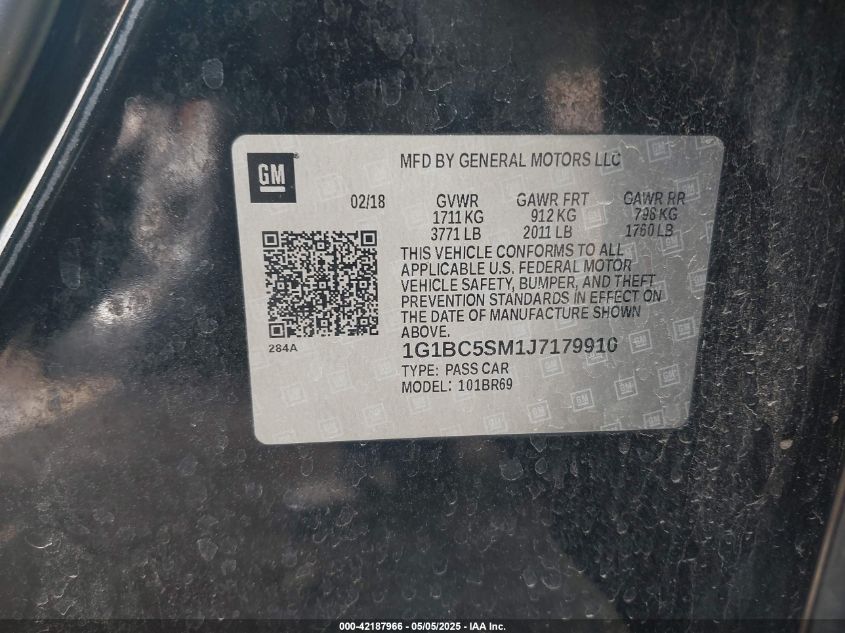 GM
MFD BY GENERAL MOTORS LLC
02/18 GVWR GAWR FRT GAWR RR
1711 KG 912 KG 798 KG
3771 LB 2011 LB 1760 LB
THIS VEHICLE CONFORMS TO ALL
APPLICABLE U.S. FEDERAL MOTOR
VEHICLE SAFETY, BUMPER, AND THEFT
PREVENTION STANDARDS IN EFFECT ON
THE DATE OF MANUFACTURE SHOWN
ABOVE.
284A
1G1BC5SM1J7179910
TYPE: PASS CAR
MODEL: 101BR69
000-42187966 - 05/05/2025 - IAA Inc.